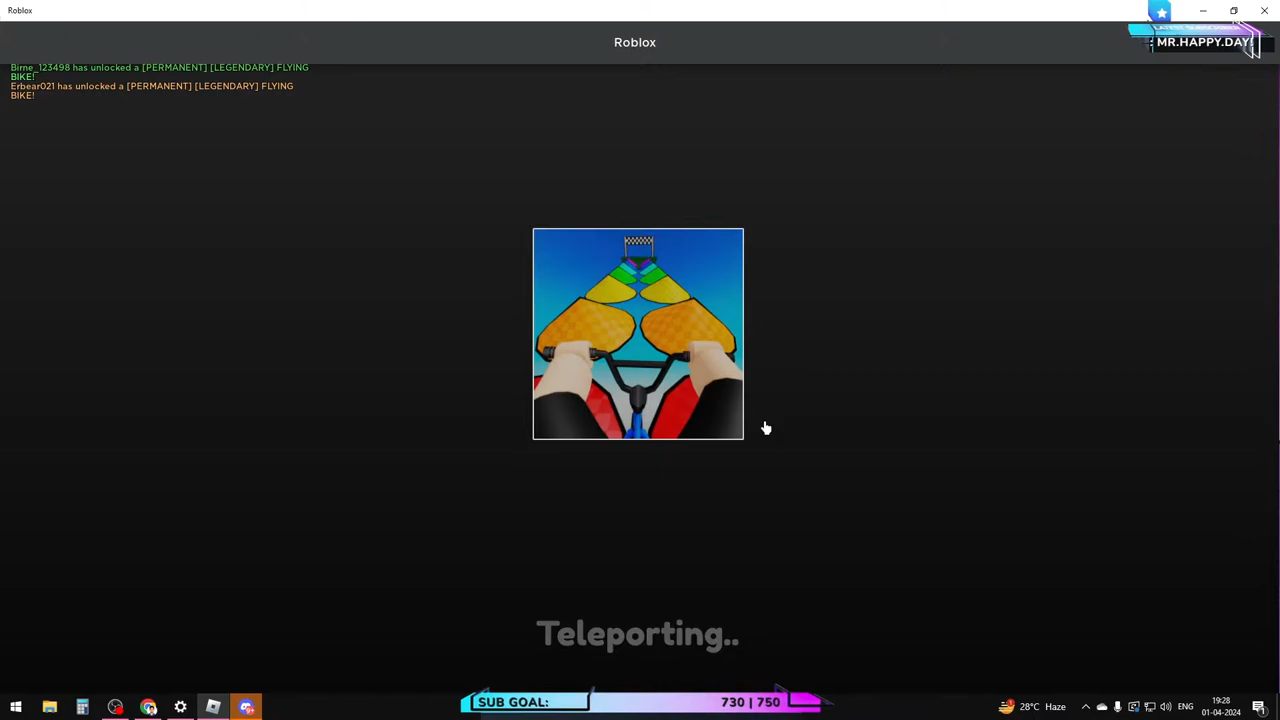 Roblox
Roblox
MR.HAPPY.DAY!
Birne_123498 has unlocked a [PERMANENT] [LEGENDARY] FLYING
BIKE!
Erbear021 has unlocked a [PERMANENT] [LEGENDARY] FLYING
BIKE!
Teleporting..
SUB GOAL:
730 | 750
28°C Haze
ENG
19:28
01-04-2024